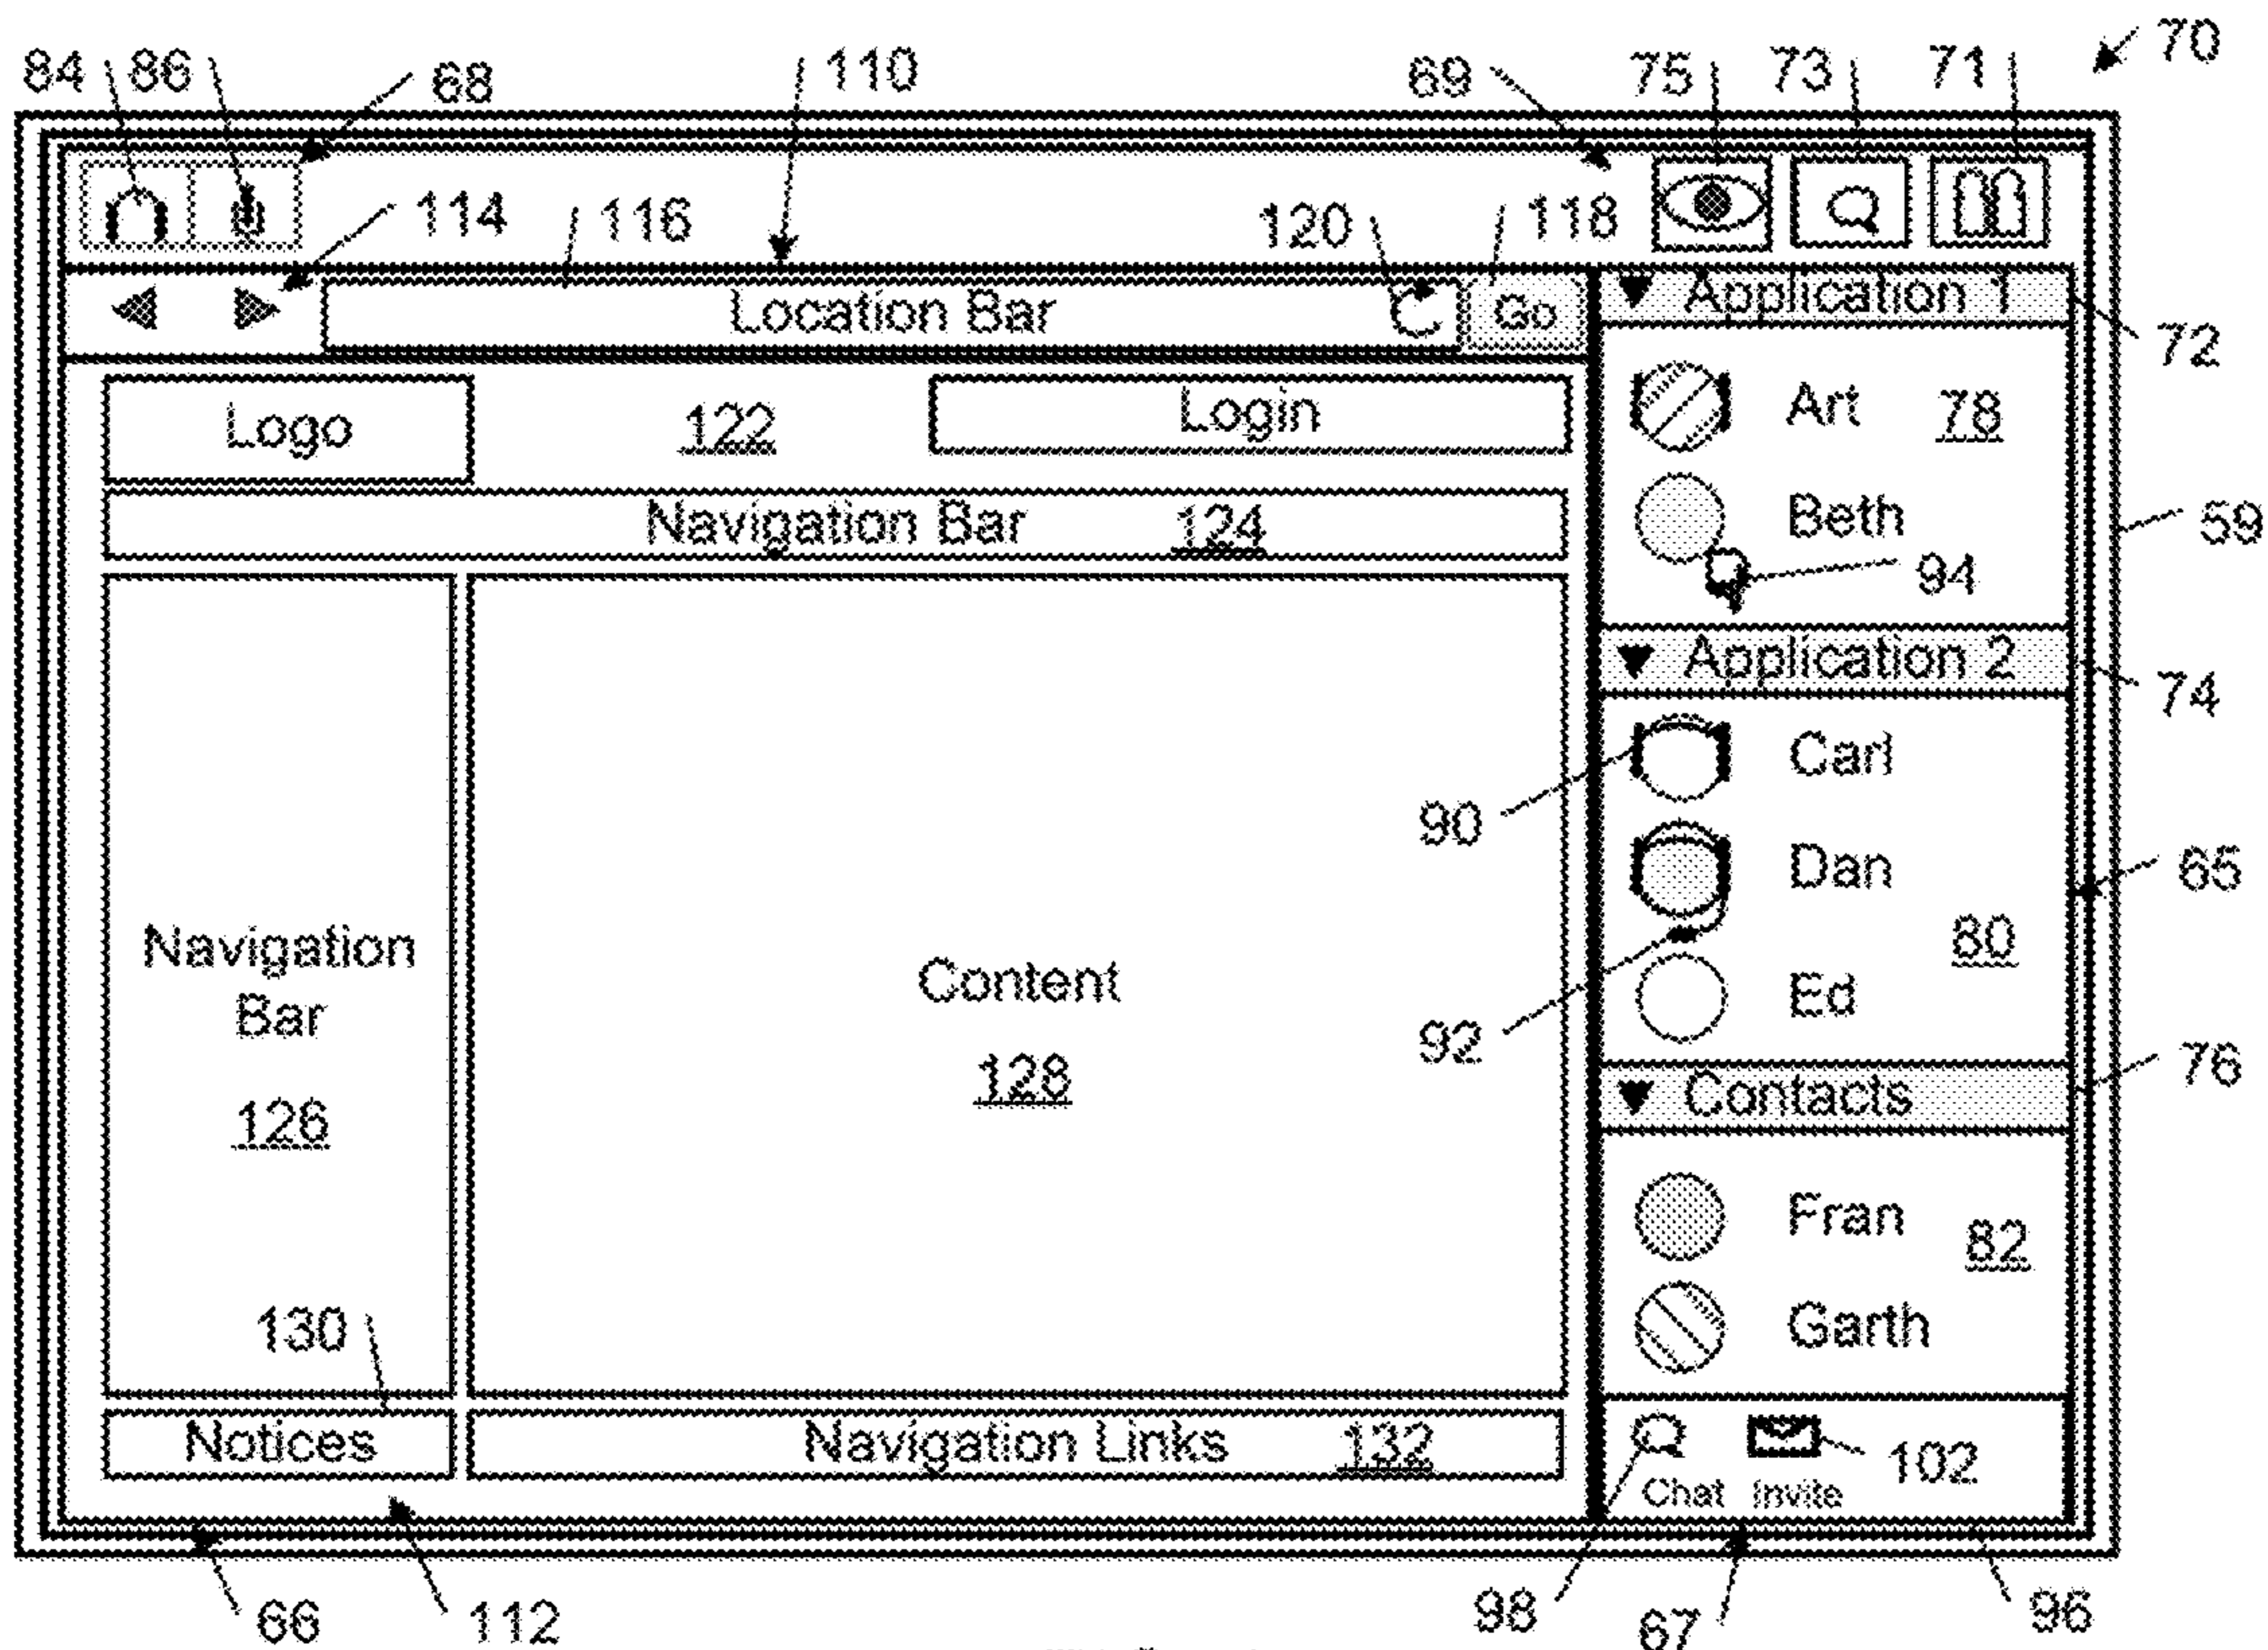 84 86 68 110 69 75 73 71 70
114 116 120 118
Location Bar Go Application 1
72
Logo 122 Login Art 78
Navigation Bar 124 Beth 59
94
Application 2
74
Carl
90
Dan 65
80
Navigation
Bar
126
Content
128
Ed
92
Contacts 76
Fran 82
130 Garth
Notices Navigation Links 132 102
Chat Invite
66 112 98 67 96